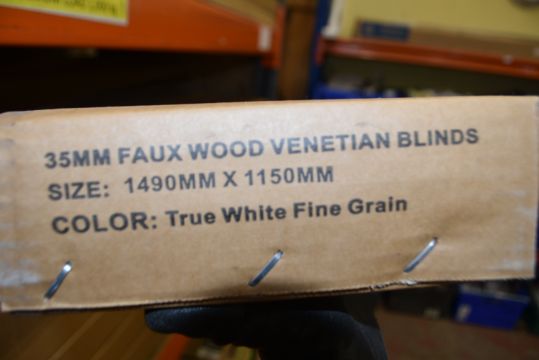 35MM FAUX WOOD VENETIAN BLINDS
SIZE: 1490MM X 1150MM
COLOR: True White Fine Grain